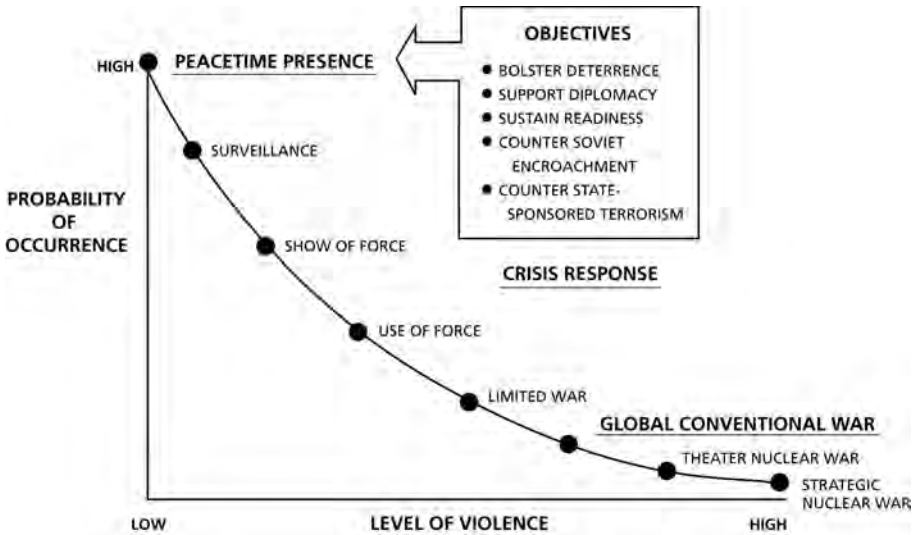 OBJECTIVES
HIGH
PEACETIME PRESENCE
BOLSTER DETERRENCE
SUPPORT DIPLOMACY
SUSTAIN READINESS
COUNTER SOVIET
ENCROACHMENT
COUNTER STATE-
SPONSORED TERRORISM
SURVEILLANCE
PROBABILITY
OF
OCCURRENCE
SHOW OF FORCE
CRISIS RESPONSE
USE OF FORCE
LIMITED WAR
GLOBAL CONVENTIONAL WAR
THEATER NUCLEAR WAR
STRATEGIC
NUCLEAR WAR
LOW
LEVEL OF VIOLENCE
HIGH